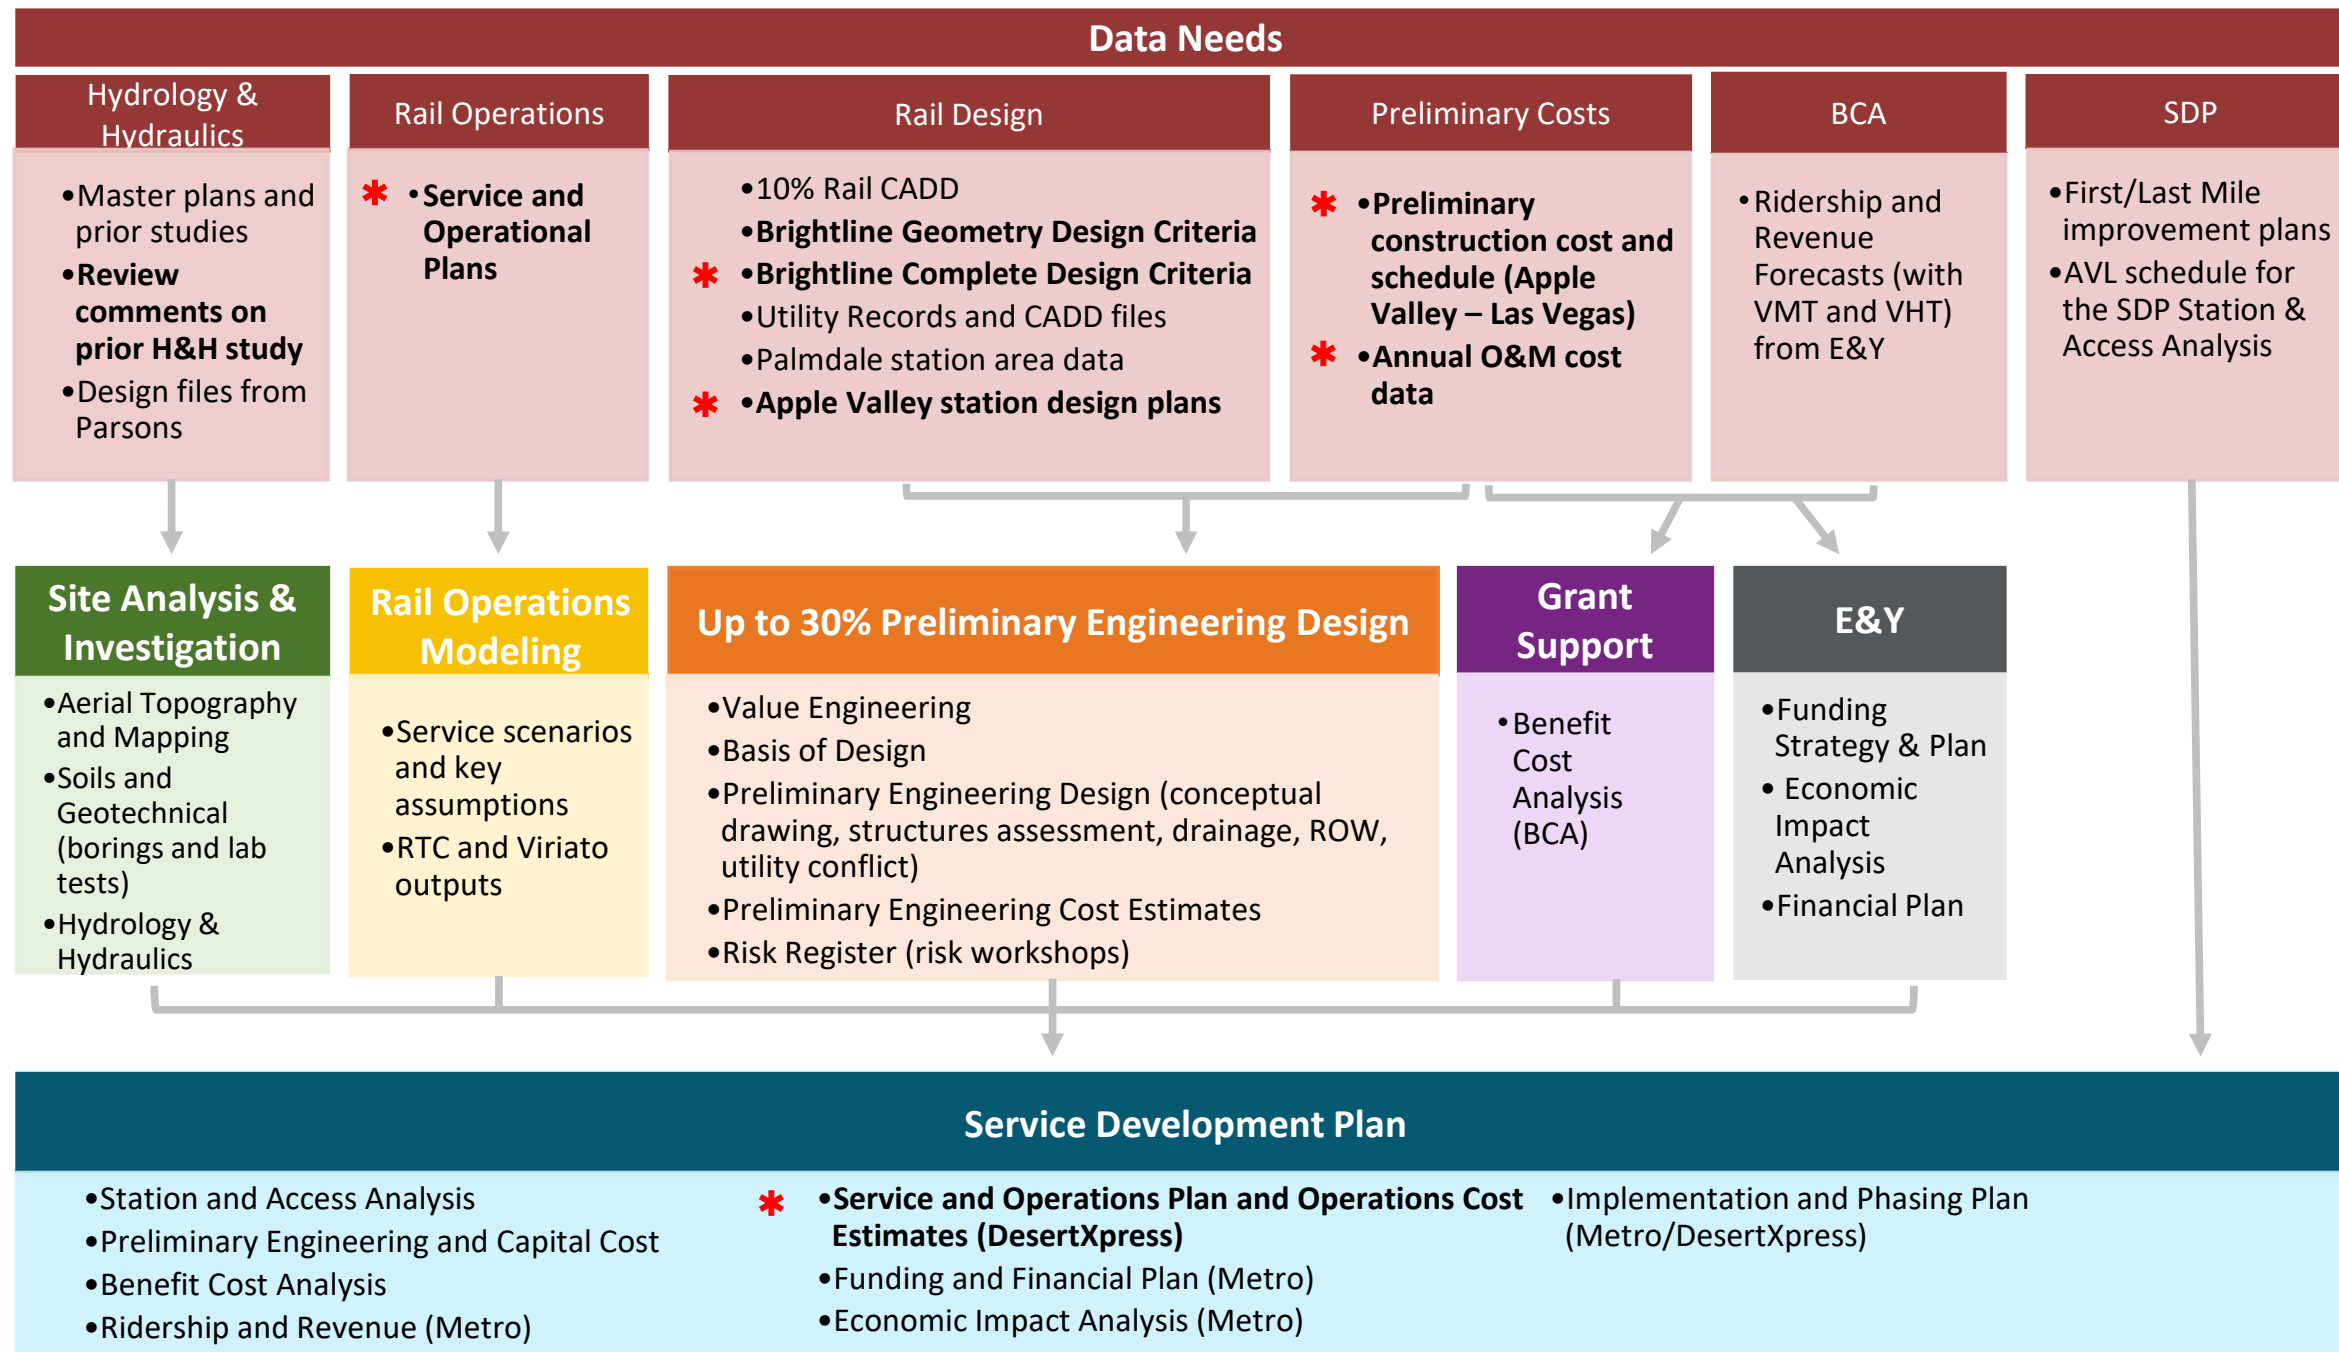 Data Needs
Hydrology &
Hydraulics
•Master plans and
prior studies
•Review
comments on
prior H&H study
•Design files from
Parsons
Rail Operations
✱ •Service and
Operational
Plans
Rail Design
•10% Rail CADD
•Brightline Geometry Design Criteria
✱ •Brightline Complete Design Criteria
•Utility Records and CADD files
•Palmdale station area data
✱ •Apple Valley station design plans
Preliminary Costs
✱ •Preliminary
construction cost and
schedule (Apple
Valley – Las Vegas)
✱ •Annual O&M cost
data
BCA
•Ridership and
Revenue
Forecasts (with
VMT and VHT)
from E&Y
SDP
•First/Last Mile
improvement plans
•AVL schedule for
the SDP Station &
Access Analysis
Site Analysis &
Investigation
•Aerial Topography
and Mapping
•Soils and
Geotechnical
(borings and lab
tests)
•Hydrology &
Hydraulics
Rail Operations
Modeling
•Service scenarios
and key
assumptions
•RTC and Viriato
outputs
Up to 30% Preliminary Engineering Design
•Value Engineering
•Basis of Design
•Preliminary Engineering Design (conceptual
drawing, structures assessment, drainage, ROW,
utility conflict)
•Preliminary Engineering Cost Estimates
•Risk Register (risk workshops)
Grant
Support
•Benefit
Cost
Analysis
(BCA)
E&Y
•Funding
Strategy & Plan
• Economic
Impact
Analysis
•Financial Plan
Service Development Plan
•Station and Access Analysis
•Preliminary Engineering and Capital Cost
•Benefit Cost Analysis
•Ridership and Revenue (Metro)
✱ •Service and Operations Plan and Operations Cost
Estimates (DesertXpress)
•Funding and Financial Plan (Metro)
•Economic Impact Analysis (Metro)
•Implementation and Phasing Plan
(Metro/DesertXpress)